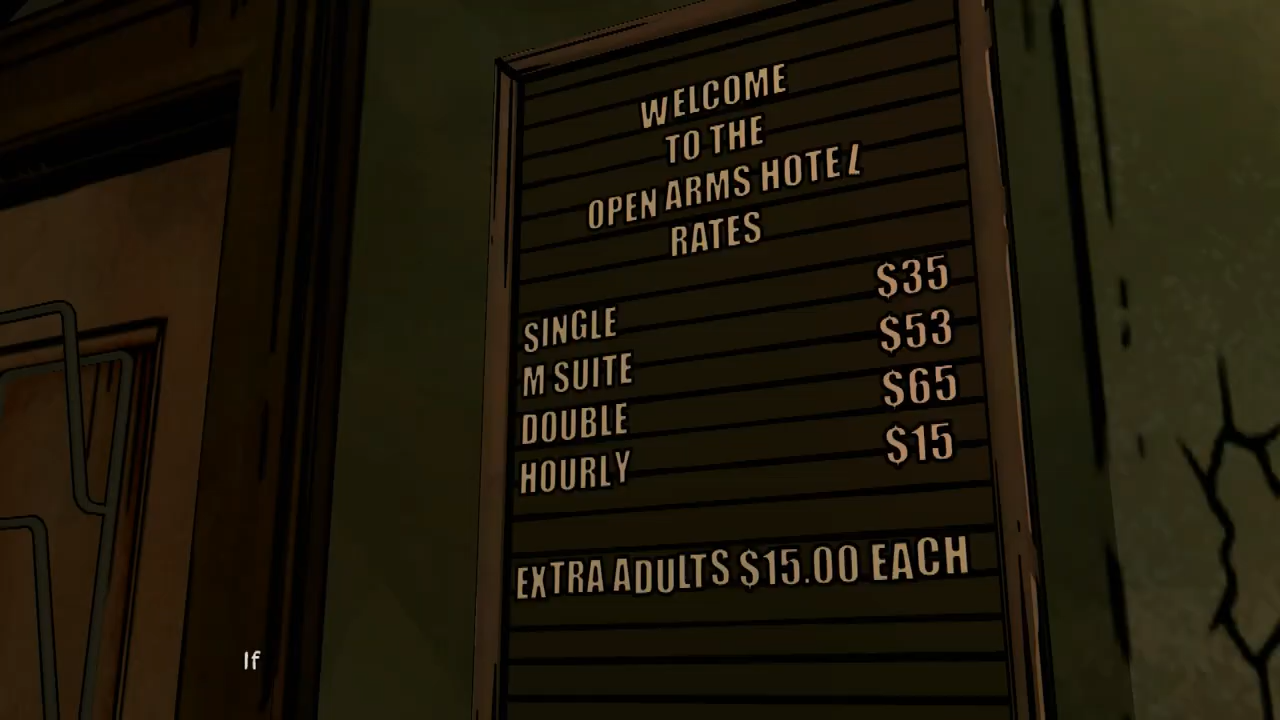 WELCOME
TO THE
OPEN ARMS HOTEL
RATES
SINGLE $35
M SUITE $53
DOUBLE $65
HOURLY $15
EXTRA ADULTS $15.00 EACH
If